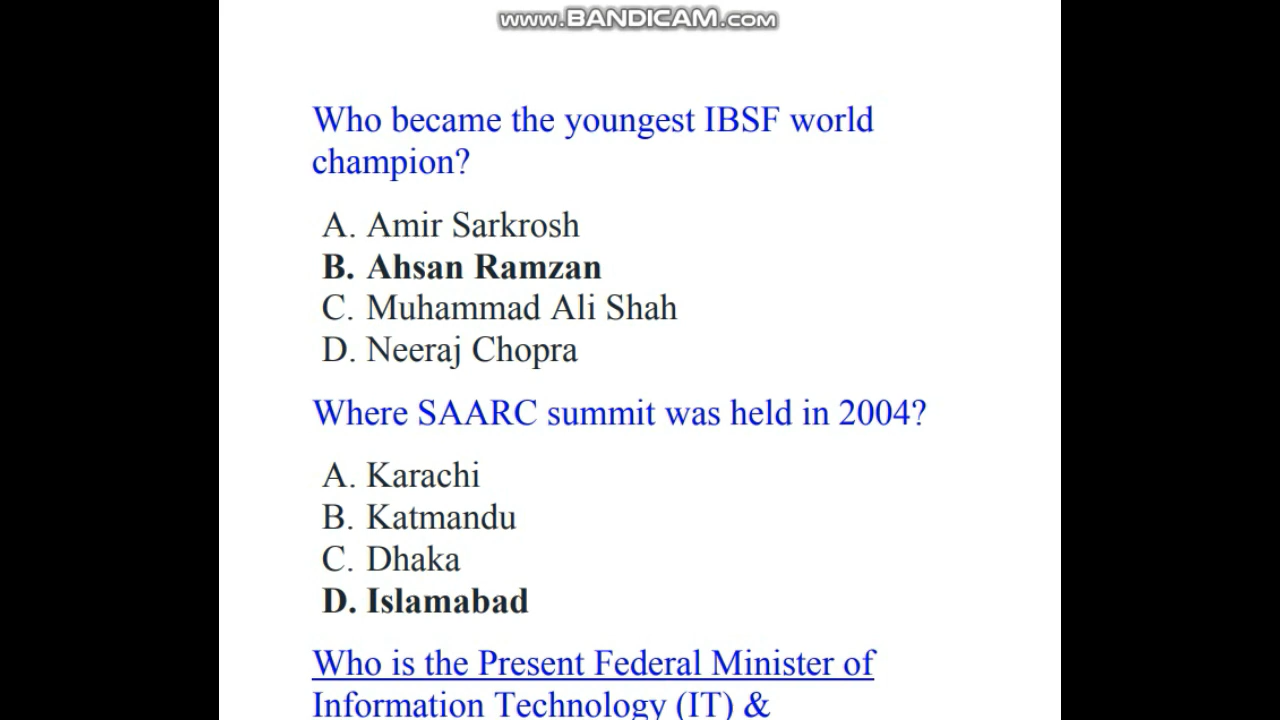 www.BANDICAM.com
Who became the youngest IBSF world
champion?
A. Amir Sarkrosh
B. Ahsan Ramzan
C. Muhammad Ali Shah
D. Neeraj Chopra
Where SAARC summit was held in 2004?
A. Karachi
B. Katmandu
C. Dhaka
D. Islamabad
Who is the Present Federal Minister of
Information Technology (IT) &